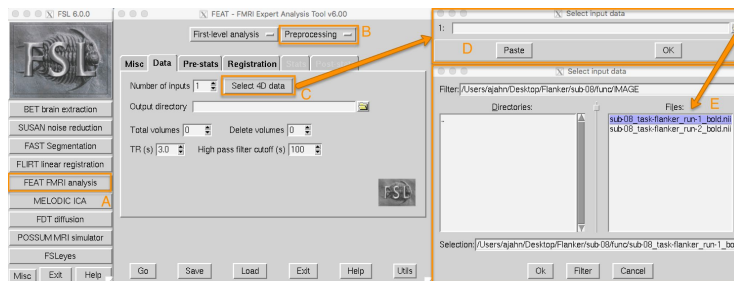 FSL 6.0.0
FSL
BET brain extraction
SUSAN noise reduction
FAST Segmentation
FLIRT linear registration
FEAT FMRI analysis
A
MELODIC ICA
FDT diffusion
POSSUM MRI simulator
FSLeyes
Misc Exit Help
FEAT - FMRI Expert Analysis Tool v6.00
First-level analysis Preprocessing B
Misc Data Pre-stats Registration Stats Post-stats
Number of inputs 1 Select 4D data
C
Output directory
Total volumes 0 Delete volumes 0
TR (s) 3.0 High pass filter cutoff (s) 100
FSL
Go Save Load Exit Help Utils
Select input data
1:
D Paste OK
Select input data
Filter: /Users/ajahn/Desktop/Flanker/sub-08/func/IMAGE
Directories: Files: E
.
sub-08_task-flanker_run-1_bold.nii
sub-08_task-flanker_run-2_bold.nii
Selection: /Users/ajahn/Desktop/Flanker/sub-08/func/sub-08_task-flanker_run-1_bo
Ok Filter Cancel